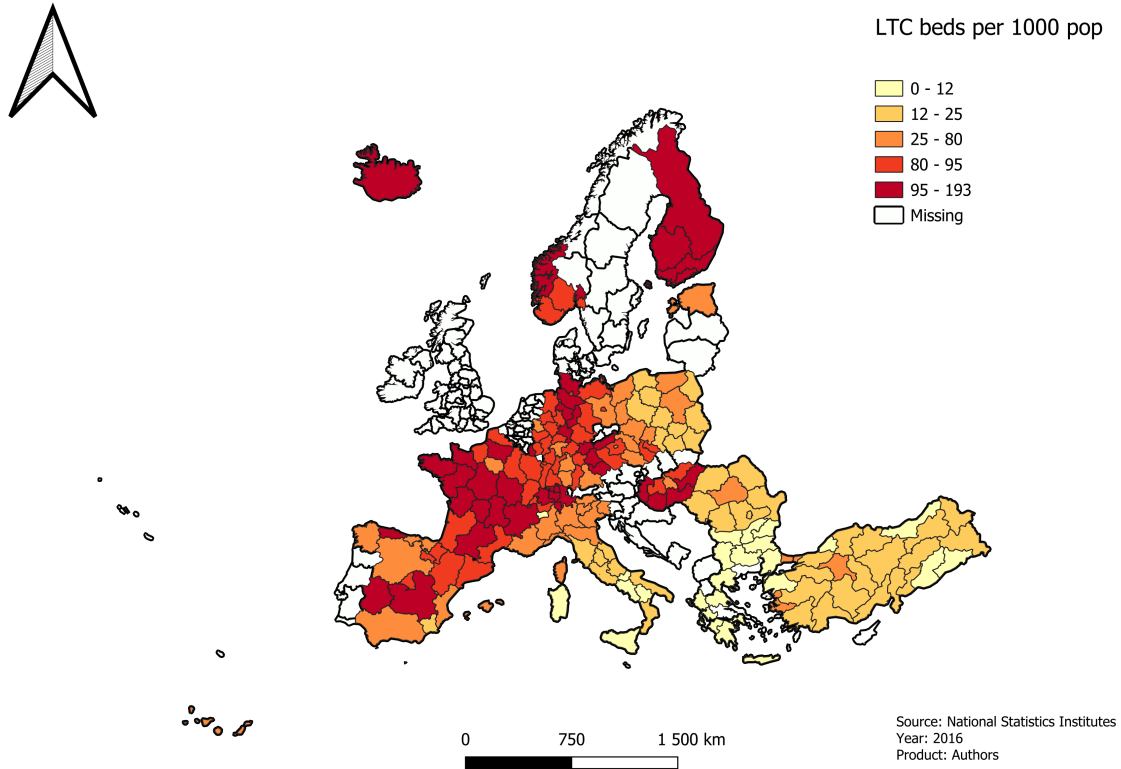 LTC beds per 1000 pop
0 - 12
12 - 25
25 - 80
80 - 95
95 - 193
Missing
0 750 1 500 km
Source: National Statistics Institutes
Year: 2016
Product: Authors